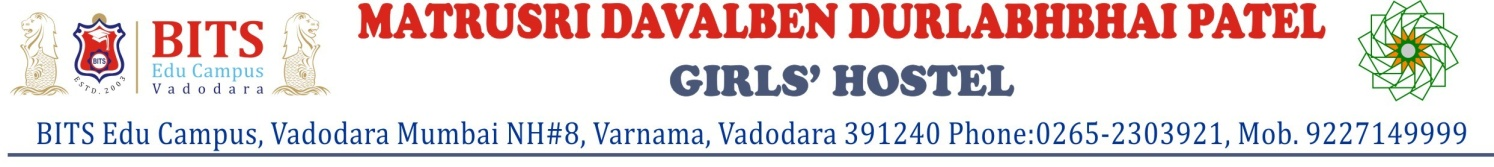 MATRUSRI DAVALBEN DURLABHBHAI PATEL
GIRLS' HOSTEL
BITS
ESTD. 2003
BITS
Edu Campus
Vadodara
BITS Edu Campus, Vadodara Mumbai NH#8, Varnama, Vadodara 391240 Phone:0265-2303921, Mob. 9227149999